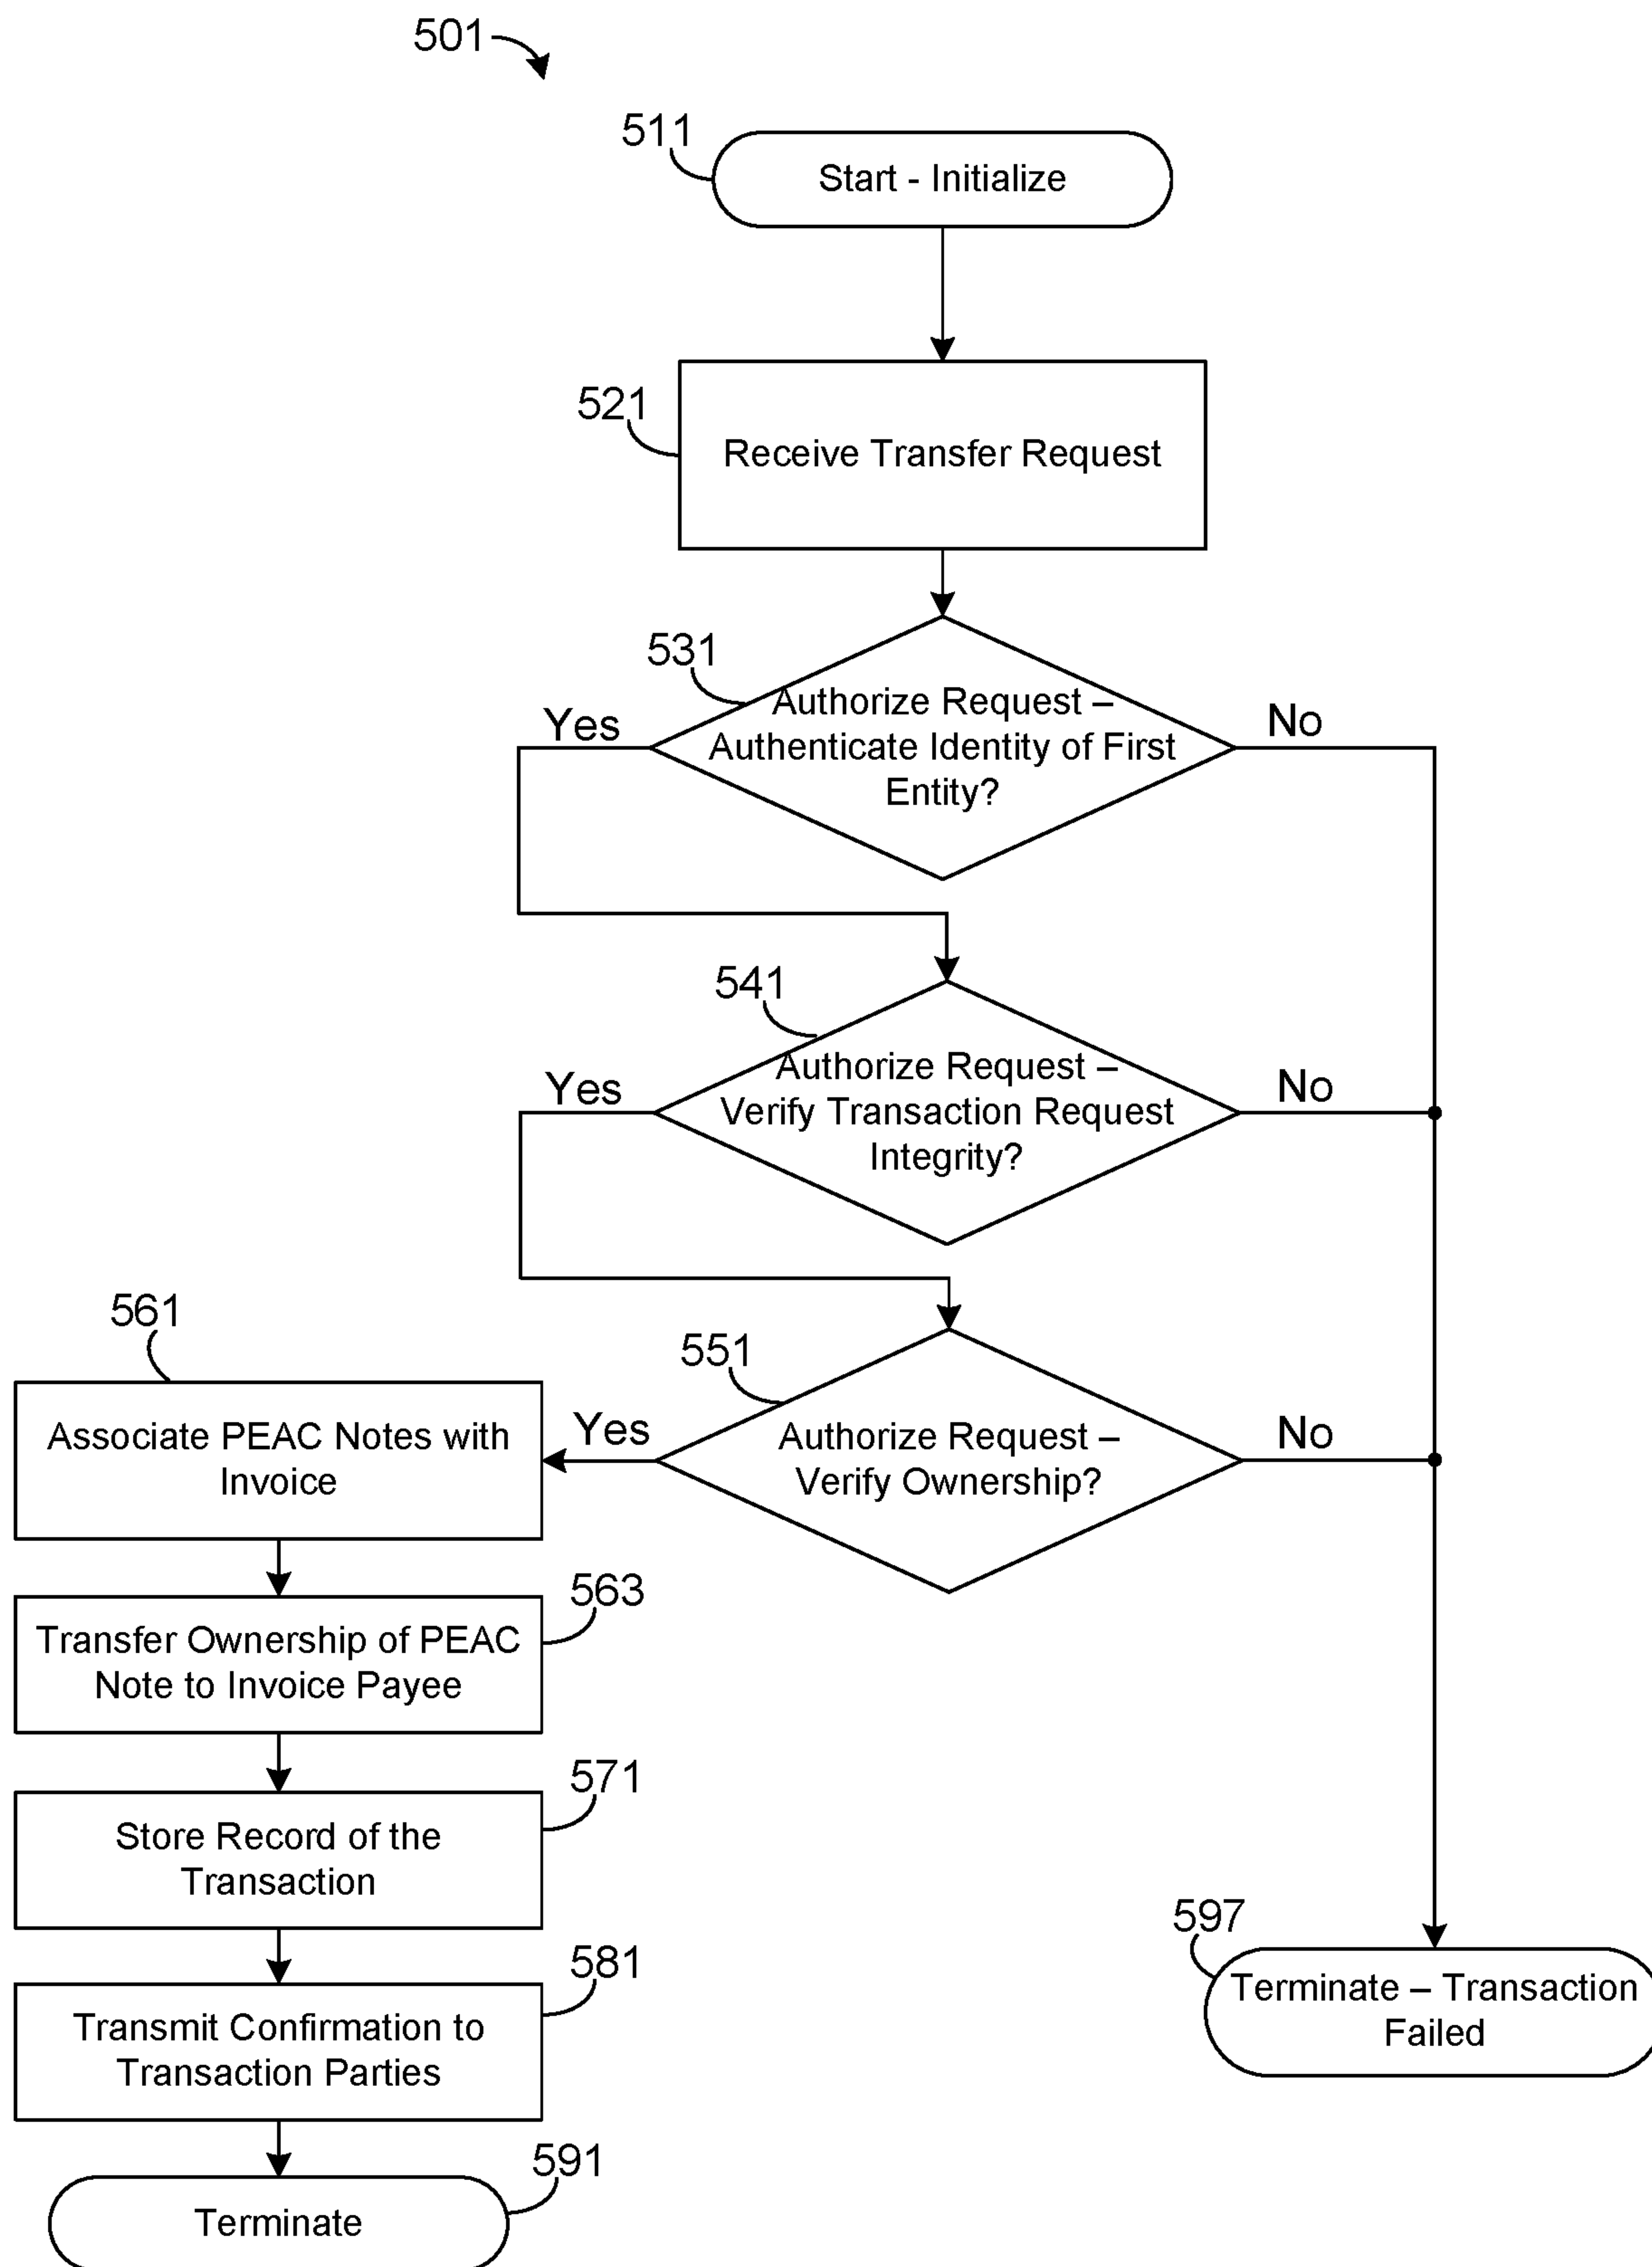 501
511
Start - Initialize
521
Receive Transfer Request
531
Authorize Request –
Authenticate Identity of First
Entity?
Yes
No
541
Authorize Request –
Verify Transaction Request
Integrity?
Yes
No
551
Authorize Request –
Verify Ownership?
Yes
No
561
Associate PEAC Notes with
Invoice
563
Transfer Ownership of PEAC
Note to Invoice Payee
571
Store Record of the
Transaction
581
Transmit Confirmation to
Transaction Parties
591
Terminate
597
Terminate – Transaction
Failed